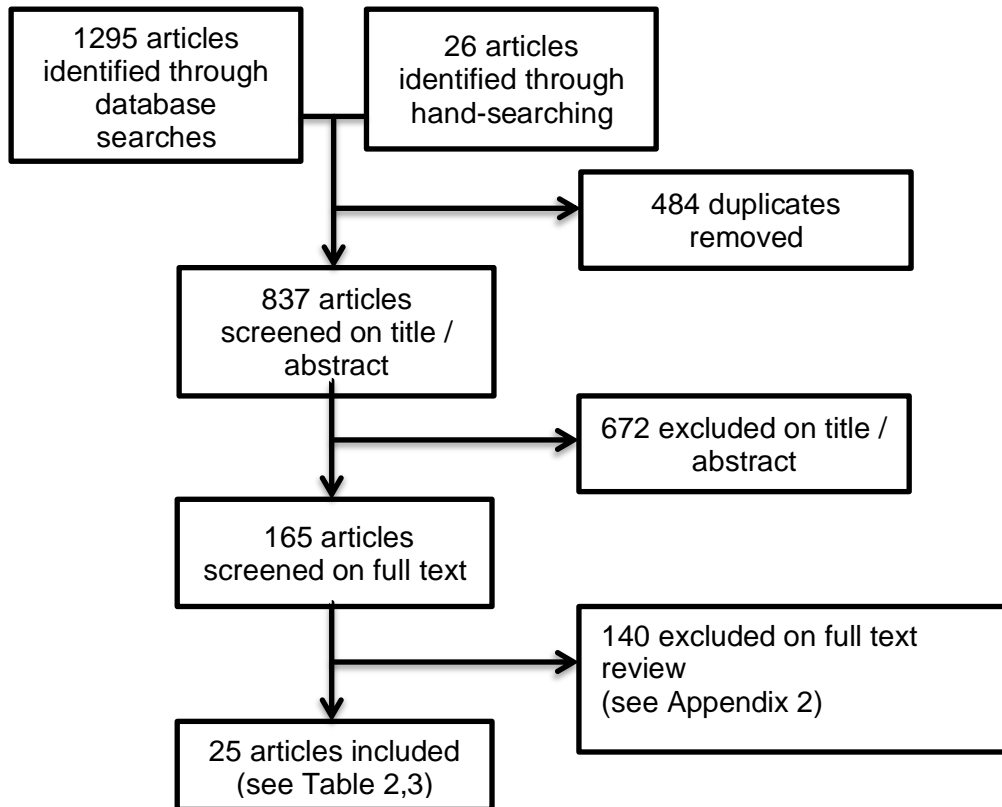 1295 articles
identified through
database
searches
26 articles
identified through
hand-searching
484 duplicates
removed
837 articles
screened on title /
abstract
672 excluded on title /
abstract
165 articles
screened on full text
140 excluded on full text
review
(see Appendix 2)
25 articles included
(see Table 2,3)